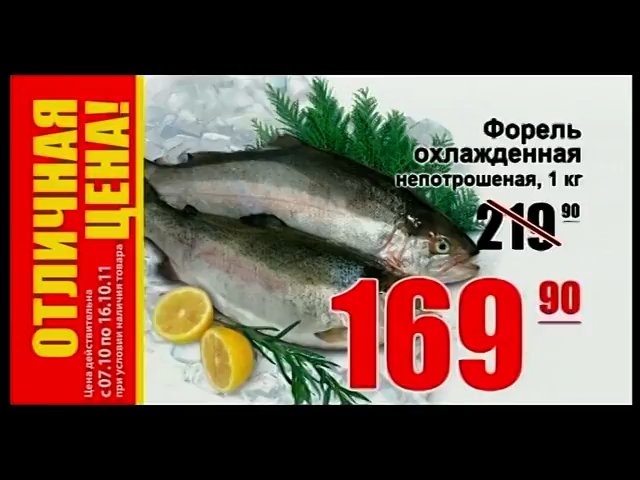 ОТЛИЧНАЯ
ЦЕНА!
Цена действительна
с 07.10 по 16.10.11
при условии наличия товара
Форель
охлажденная
непотрошеная, 1 кг
219 90
169 90